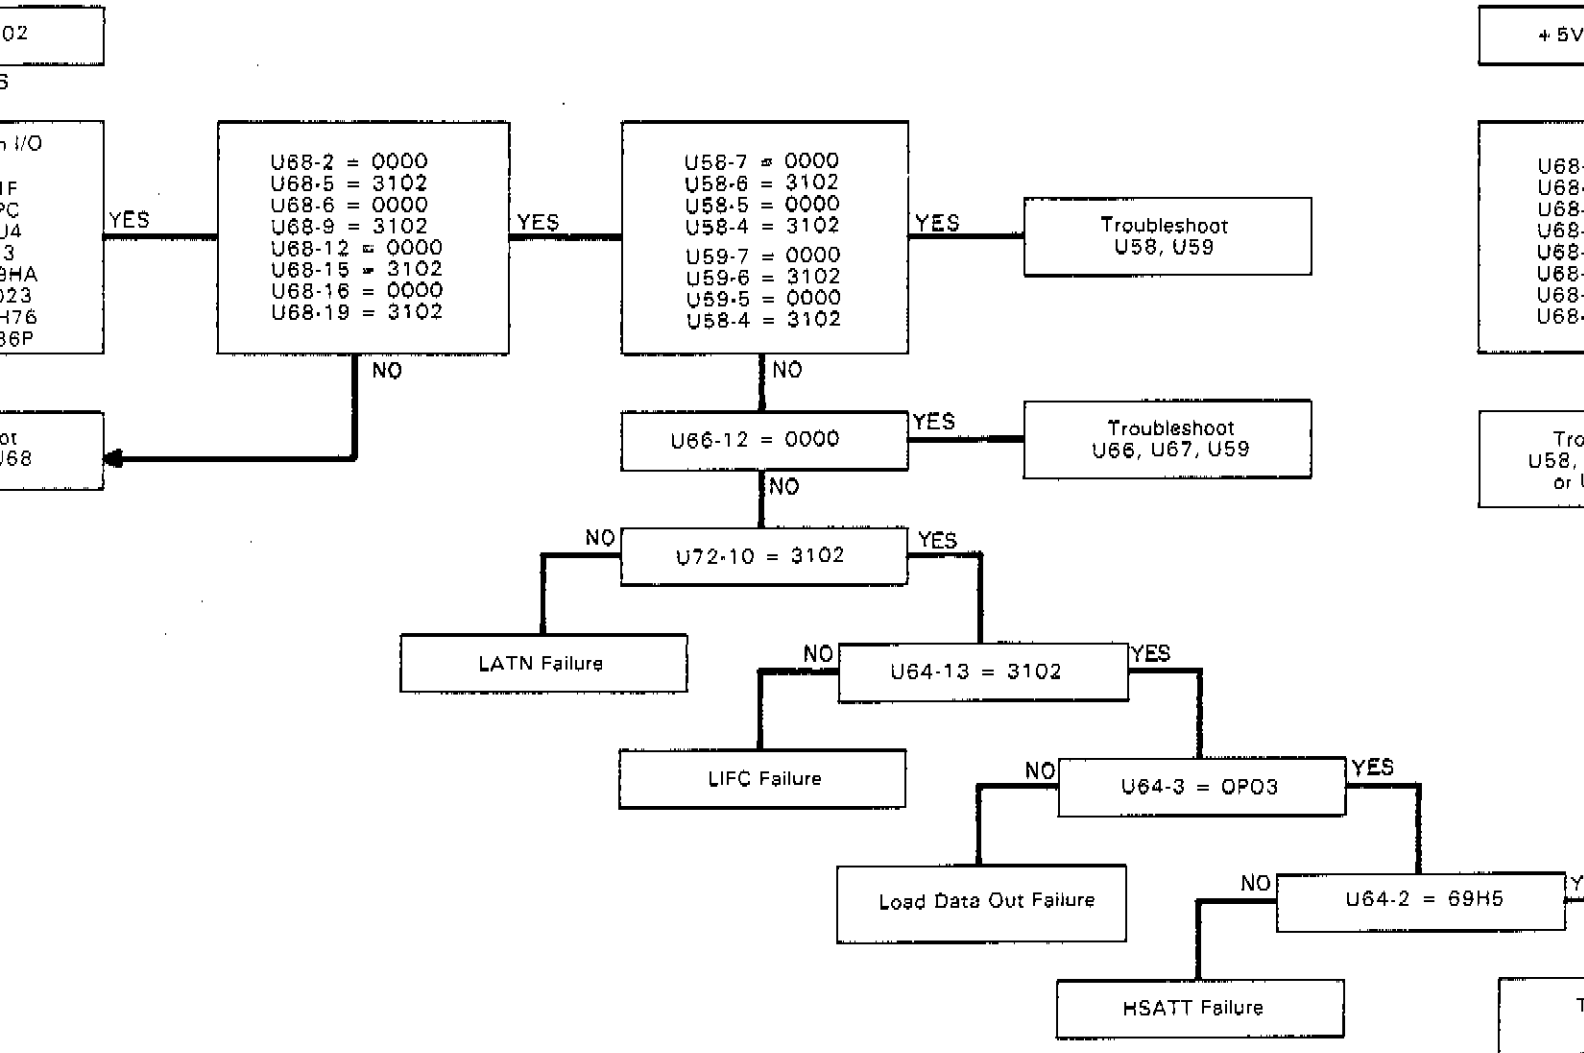 02
+ 5V
S
n I/O
1F
PC
U4
3
9HA
023
H76
86P
YES
U68-2 = 0000
U68-5 = 3102
U68-6 = 0000
U68-9 = 3102
U68-12 = 0000
U68-15 = 3102
U68-16 = 0000
U68-19 = 3102
YES
U58-7 = 0000
U58-6 = 3102
U58-5 = 0000
U58-4 = 3102
U59-7 = 0000
U59-6 = 3102
U59-5 = 0000
U58-4 = 3102
YES
Troubleshoot
U58, U59
U68-
U68-
U68-
U68-
U68-
U68-
U68-
U68-
NO
NO
ot
U68
U66-12 = 0000
YES
Troubleshoot
U66, U67, U59
Tro
U58,
or U
NO
NO
U72-10 = 3102
YES
LATN Failure
NO
U64-13 = 3102
YES
LIFC Failure
NO
U64-3 = OPO3
YES
Load Data Out Failure
NO
U64-2 = 69H5
Y
HSATT Failure
T